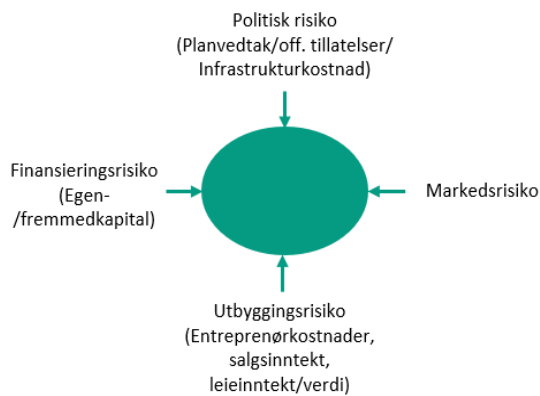 Politisk risiko
(Planvedtak/off. tillatelser/
Infrastrukturkostnad)
Finansieringsrisiko
(Egen-
/fremmedkapital)
Markedsrisiko
Utbyggingsrisiko
(Entreprenørkostnader,
salgsinntekt,
leieinntekt/verdi)